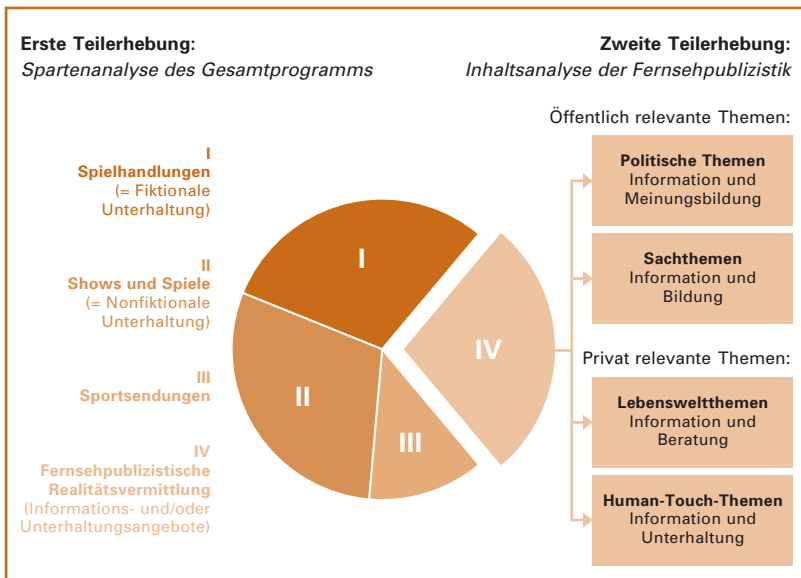 Erste Teilerhebung:
Spartenanalyse des Gesamtprogramms
Zweite Teilerhebung:
Inhaltsanalyse der Fernsehpublizistik
I
Spielhandlungen
(= Fiktionale
Unterhaltung)
II
Shows und Spiele
(= Nonfiktionale
Unterhaltung)
III
Sportsendungen
IV
Fernsehpublizistische
Realitätsvermittlung
(Informations- und/oder
Unterhaltungsangebote)
I
II
III
IV
Öffentlich relevante Themen:
Politische Themen
Information und
Meinungsbildung
Sachthemen
Information und
Bildung
Privat relevante Themen:
Lebensweltthemen
Information und
Beratung
Human-Touch-Themen
Information und
Unterhaltung